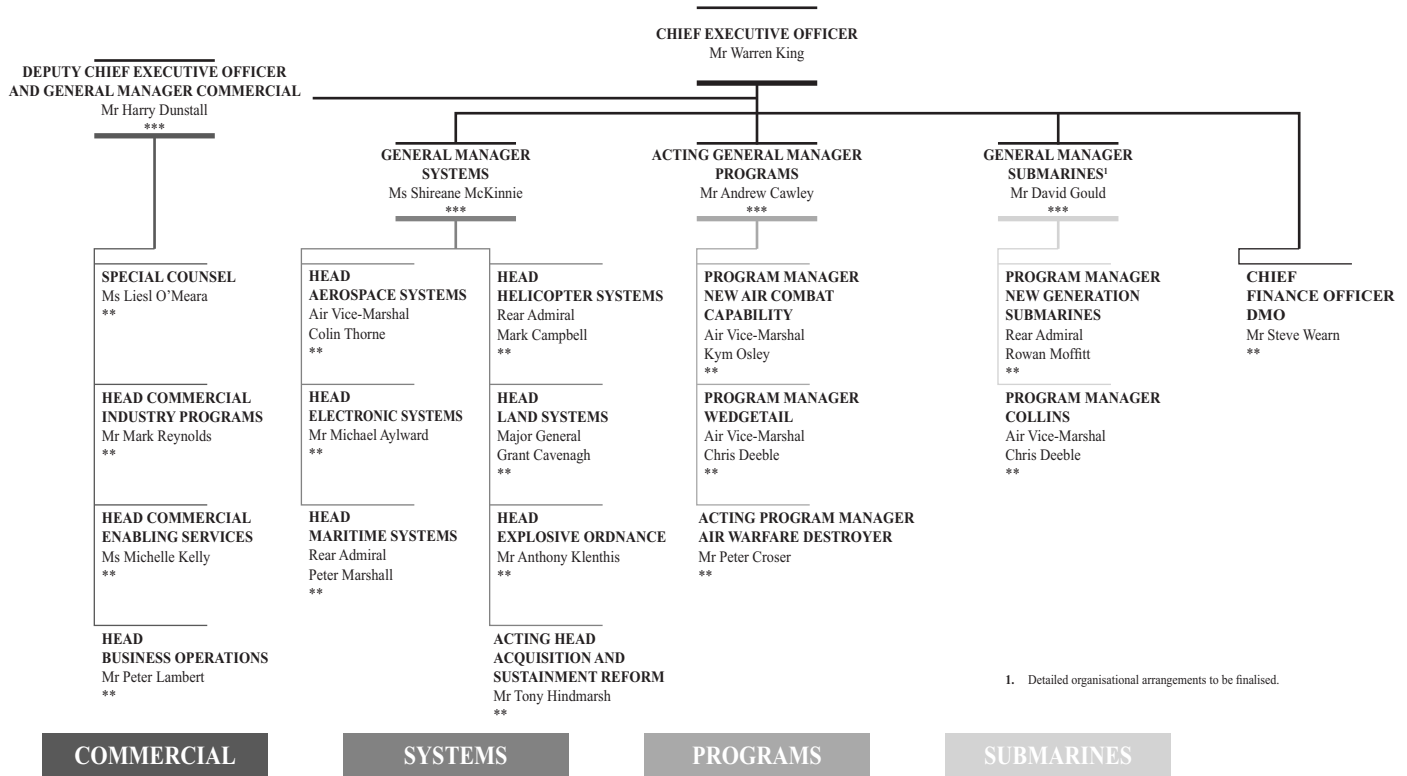 CHIEF EXECUTIVE OFFICER
Mr Warren King
DEPUTY CHIEF EXECUTIVE OFFICER
AND GENERAL MANAGER COMMERCIAL
Mr Harry Dunstall
***
GENERAL MANAGER
SYSTEMS
Ms Shireane McKinnie
***
ACTING GENERAL MANAGER
PROGRAMS
Mr Andrew Cawley
***
GENERAL MANAGER
SUBMARINES¹
Mr David Gould
***
SPECIAL COUNSEL
Ms Liesl O’Meara
**
HEAD COMMERCIAL
INDUSTRY PROGRAMS
Mr Mark Reynolds
**
HEAD COMMERCIAL
ENABLING SERVICES
Ms Michelle Kelly
**
HEAD
BUSINESS OPERATIONS
Mr Peter Lambert
**
HEAD
AEROSPACE SYSTEMS
Air Vice-Marshal
Colin Thorne
**
HEAD
ELECTRONIC SYSTEMS
Mr Michael Aylward
**
HEAD
MARITIME SYSTEMS
Rear Admiral
Peter Marshall
**
HEAD
HELICOPTER SYSTEMS
Rear Admiral
Mark Campbell
**
HEAD
LAND SYSTEMS
Major General
Grant Cavenagh
**
HEAD
EXPLOSIVE ORDNANCE
Mr Anthony Klenthis
**
ACTING HEAD
ACQUISITION AND
SUSTAINMENT REFORM
Mr Tony Hindmarsh
**
PROGRAM MANAGER
NEW AIR COMBAT
CAPABILITY
Air Vice-Marshal
Kym Osley
**
PROGRAM MANAGER
WEDGETAIL
Air Vice-Marshal
Chris Deeble
**
ACTING PROGRAM MANAGER
AIR WARFARE DESTROYER
Mr Peter Croser
**
PROGRAM MANAGER
NEW GENERATION
SUBMARINES
Rear Admiral
Rowan Moffitt
**
PROGRAM MANAGER
COLLINS
Air Vice-Marshal
Chris Deeble
**
CHIEF
FINANCE OFFICER
DMO
Mr Steve Wearn
**
1. Detailed organisational arrangements to be finalised.
COMMERCIAL
SYSTEMS
PROGRAMS
SUBMARINES